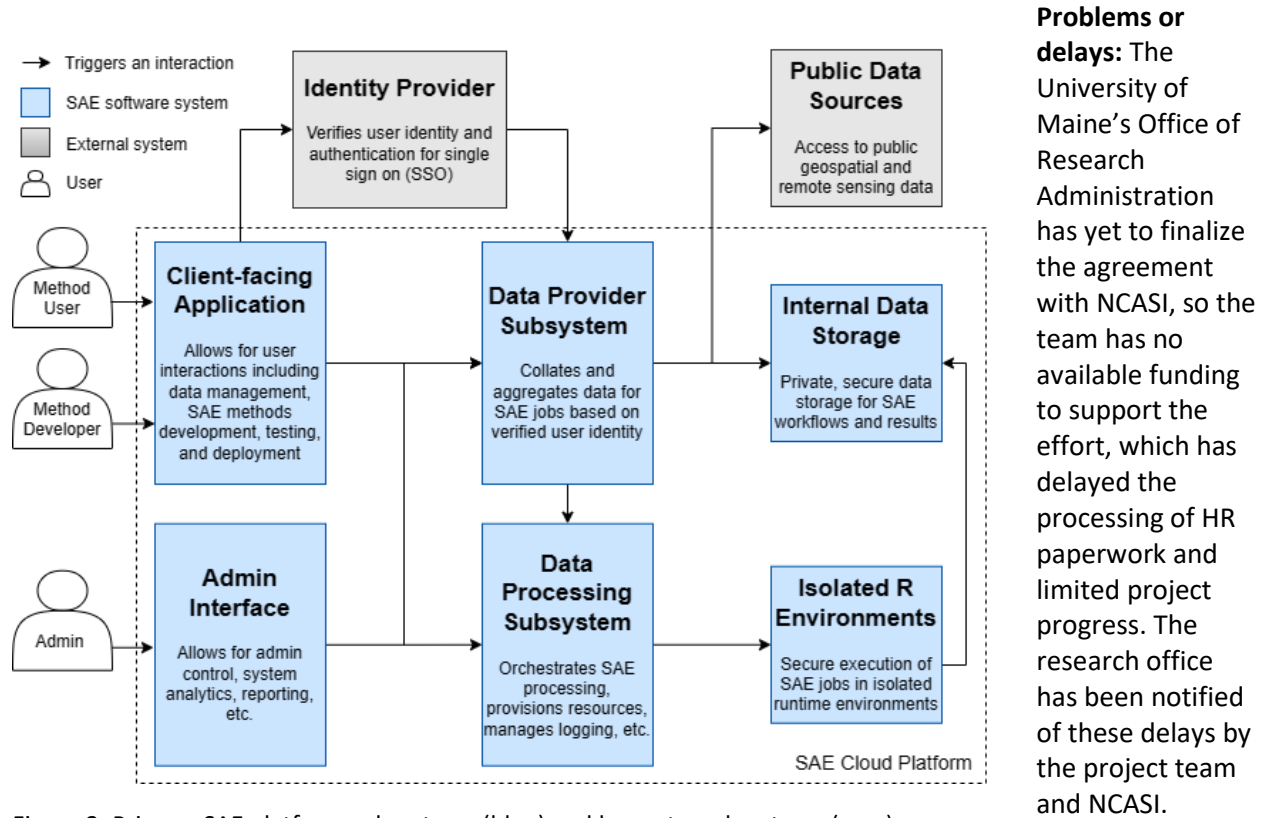 Triggers an interaction
SAE software system
External system
User
Identity Provider
Verifies user identity and
authentication for single
sign on (SSO)
Public Data
Sources
Access to public
geospatial and
remote sensing data
Method
User
Method
Developer
Admin
Client-facing
Application
Allows for user
interactions including
data management,
SAE methods
development, testing,
and deployment
Data Provider
Subsystem
Collates and
aggregates data for
SAE jobs based on
verified user identity
Internal Data
Storage
Private, secure data
storage for SAE
workflows and results
Admin
Interface
Allows for admin
control, system
analytics, reporting,
etc.
Data
Processing
Subsystem
Orchestrates SAE
processing,
provisions resources,
manages logging, etc.
Isolated R
Environments
Secure execution of
SAE jobs in isolated
runtime environments
SAE Cloud Platform
Problems or
delays: The
University of
Maine’s Office of
Research
Administration
has yet to finalize
the agreement
with NCASI, so the
team has no
available funding
to support the
effort, which has
delayed the
processing of HR
paperwork and
limited project
progress. The
research office
has been notified
of these delays by
the project team
and NCASI.